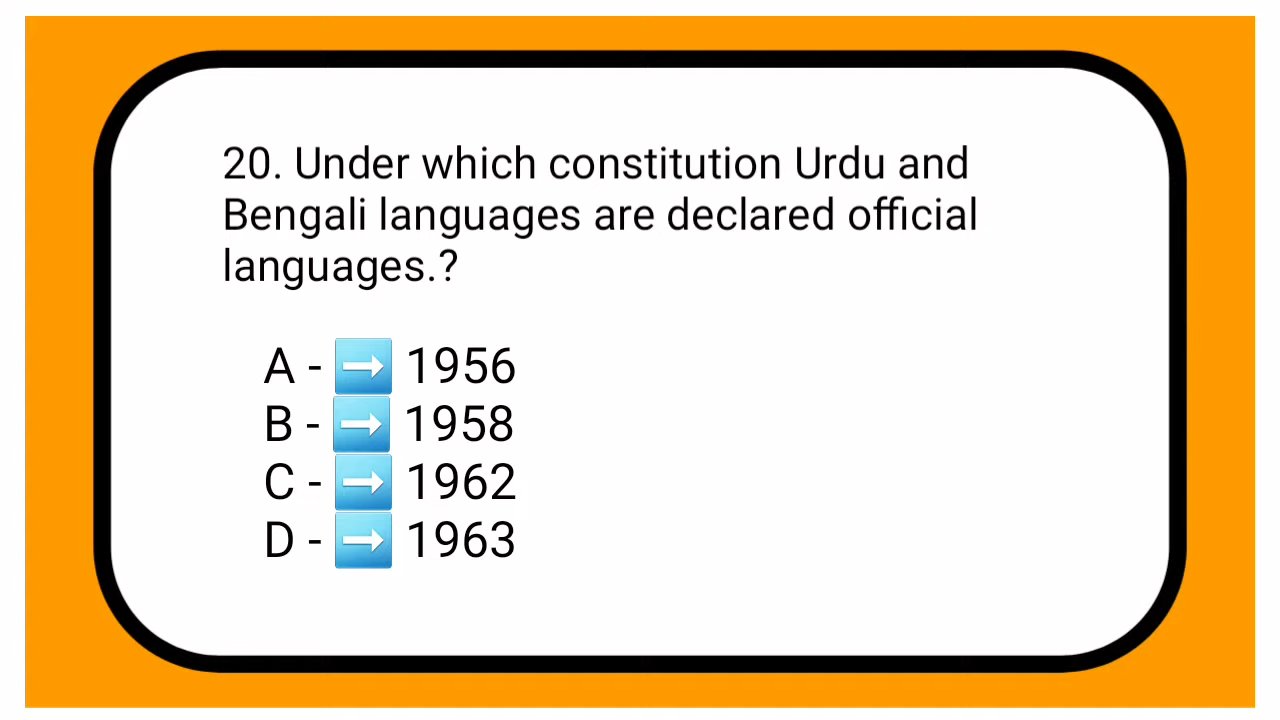 20. Under which constitution Urdu and
Bengali languages are declared official
languages.?
A - ➡️ 1956
B - ➡️ 1958
C - ➡️ 1962
D - ➡️ 1963